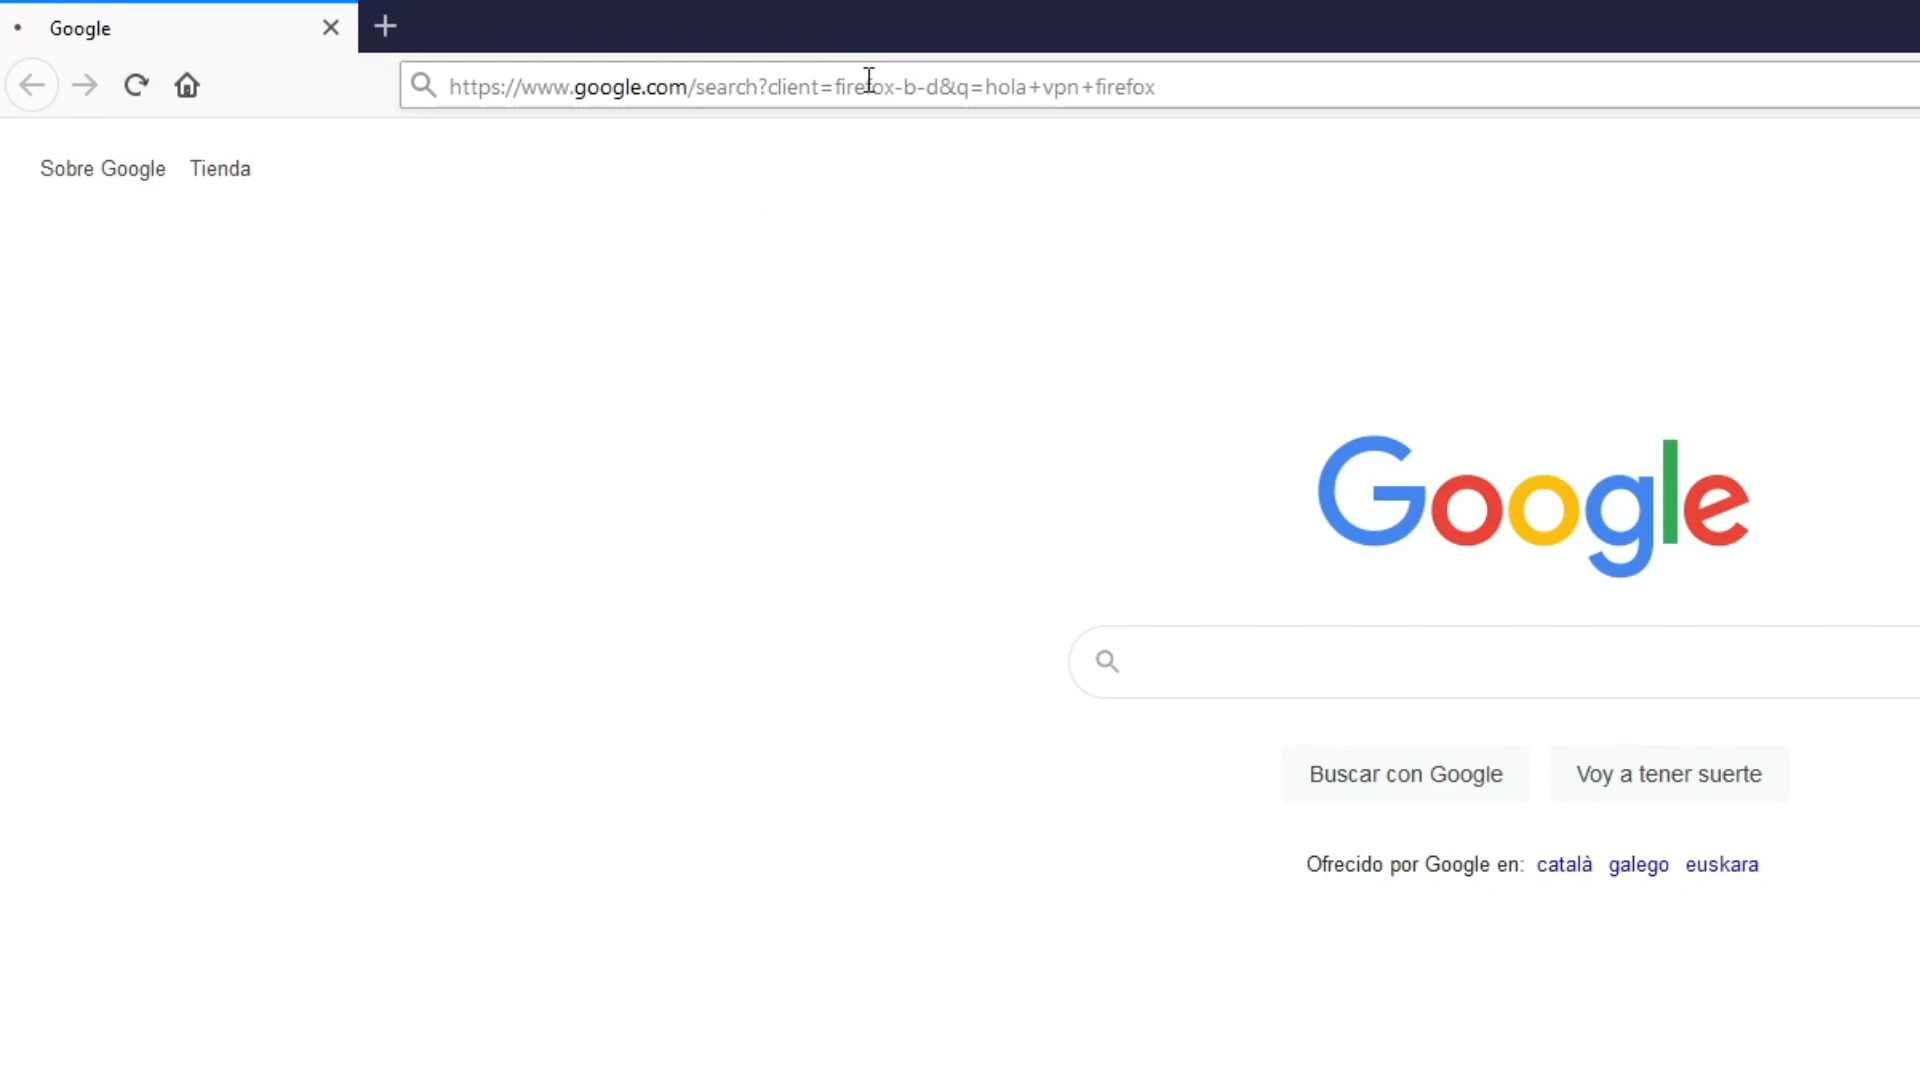 Google
https://www.google.com/search?client=firefox-b-d&q=hola+vpn+firefox
Sobre Google Tienda
Google
Buscar con Google Voy a tener suerte
Ofrecido por Google en: català galego euskara